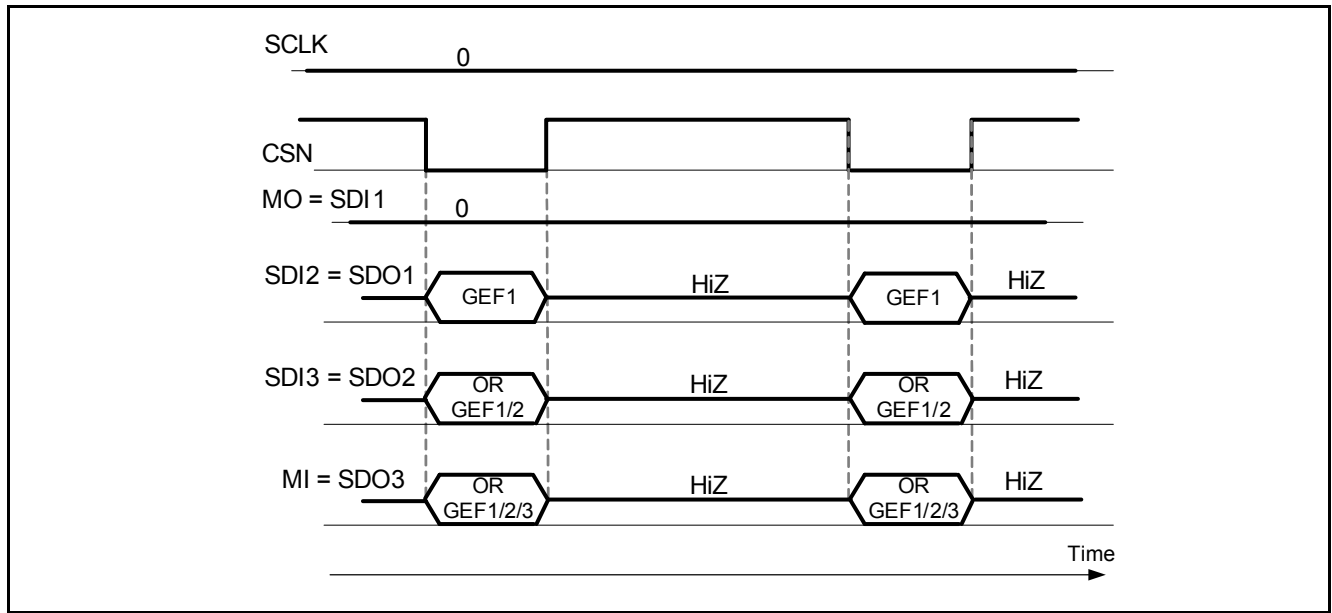 SCLK
0
CSN
MO = SDI1
0
SDI2 = SDO1
GEF1
HiZ
GEF1
HiZ
SDI3 = SDO2
OR
GEF1/2
HiZ
OR
GEF1/2
HiZ
MI = SDO3
OR
GEF1/2/3
HiZ
OR
GEF1/2/3
HiZ
Time